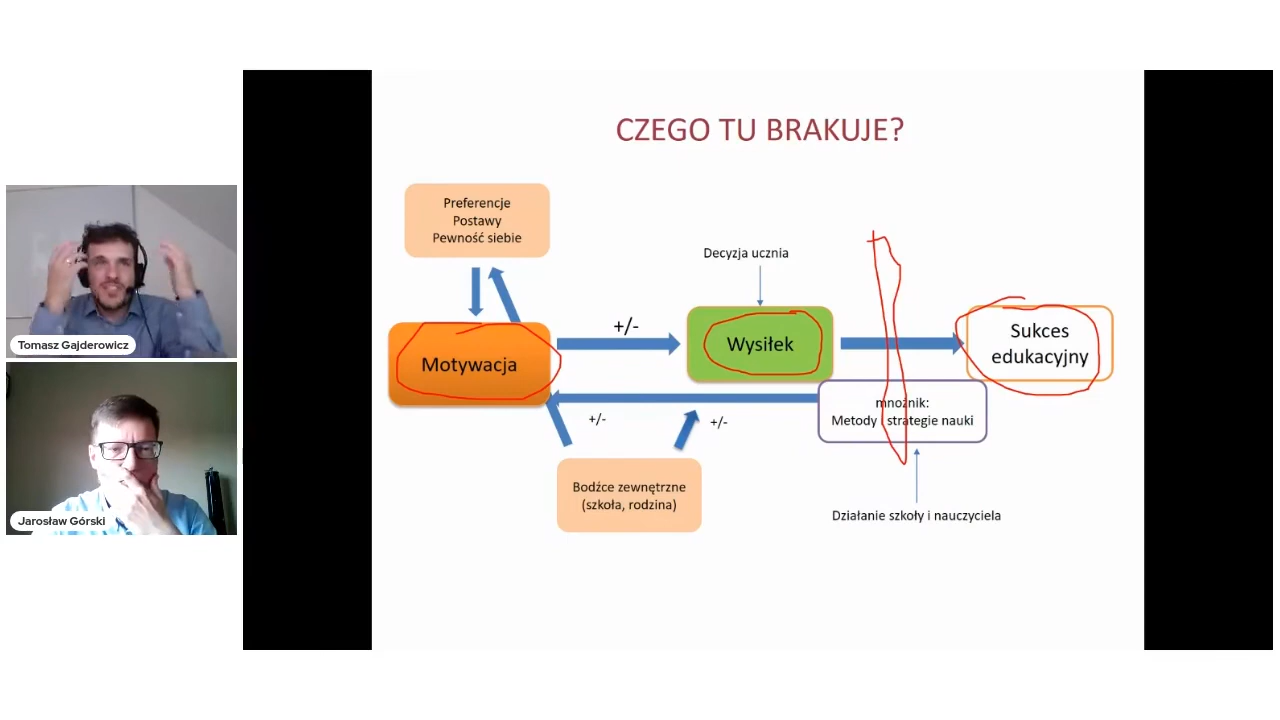 CZEGO TU BRAKUJE?
Preferencje
Postawy
Pewność siebie
Decyzja ucznia
+/-
Motywacja
Wysiłek
Sukces
edukacyjny
mnożnik:
Metody i strategie nauki
+/-
+/-
Bodźce zewnętrzne
(szkoła, rodzina)
Działanie szkoły i nauczyciela
Tomasz Gajderowicz
Jarosław Górski